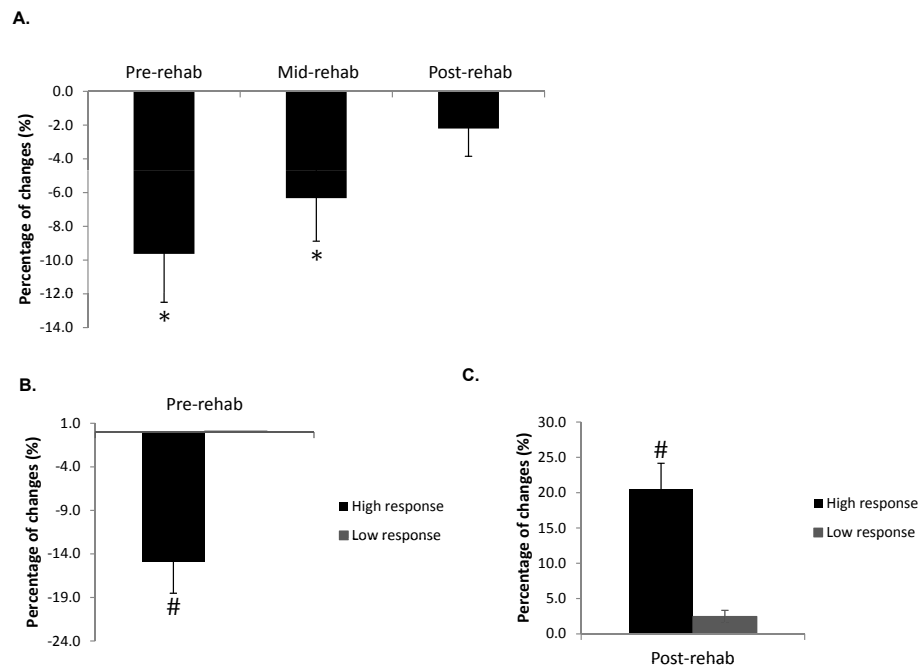 A.
Pre-rehab Mid-rehab Post-rehab
0.0
-2.0
-4.0
-6.0
-8.0
-10.0
-12.0
-14.0
Percentage of changes (%)
*
*
B.
Pre-rehab
1.0
-4.0
-9.0
-14.0
-19.0
-24.0
Percentage of changes (%)
#
High response
Low response
C.
30.0
25.0
20.0
15.0
10.0
5.0
0.0
Percentage of changes (%)
#
High response
Low response
Post-rehab